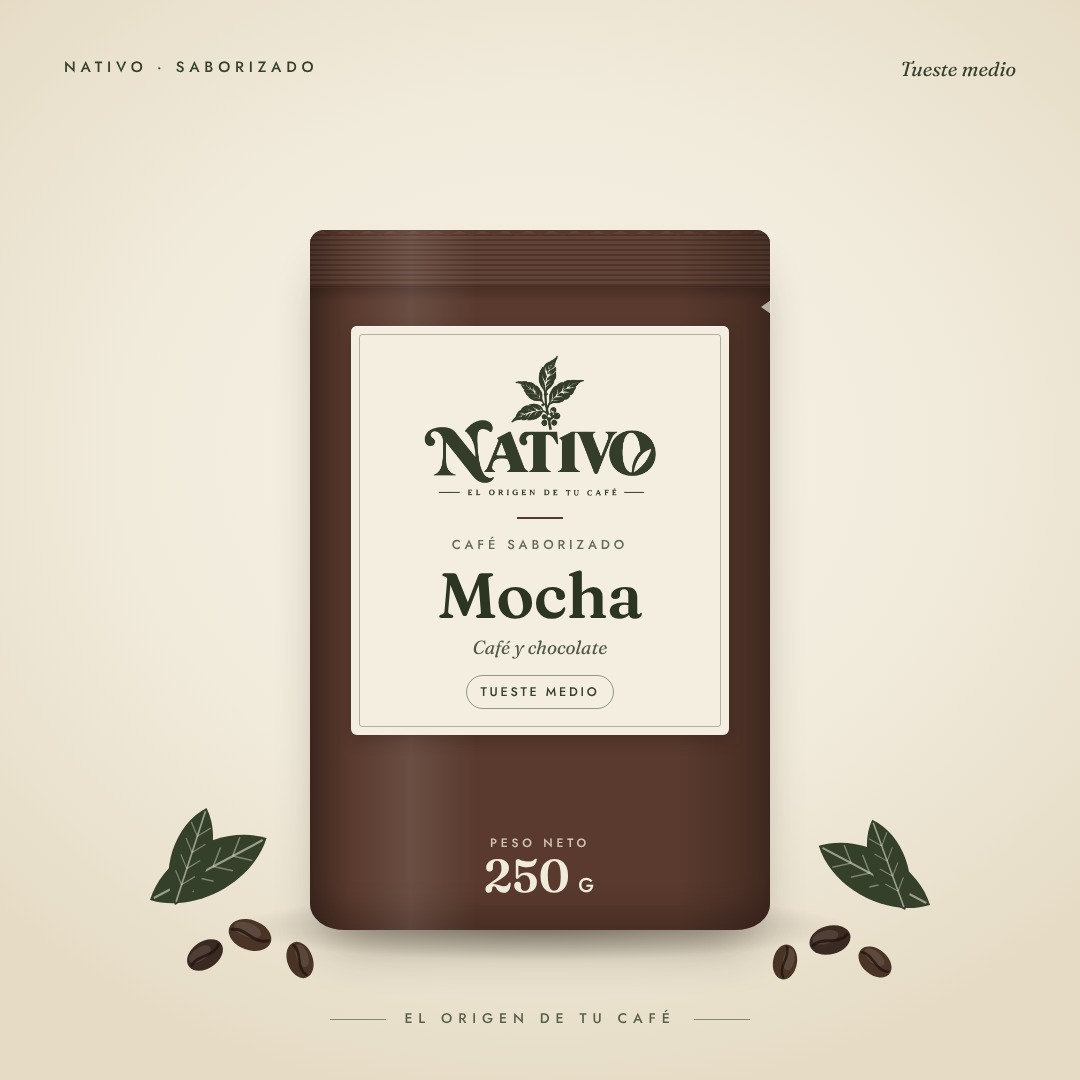 NATIVO · SABORIZADO
Tueste medio
NATIVO
EL ORIGEN DE TU CAFÉ
CAFÉ SABORIZADO
Mocha
Café y chocolate
TUESTE MEDIO
PESO NETO
250 G
EL ORIGEN DE TU CAFÉ